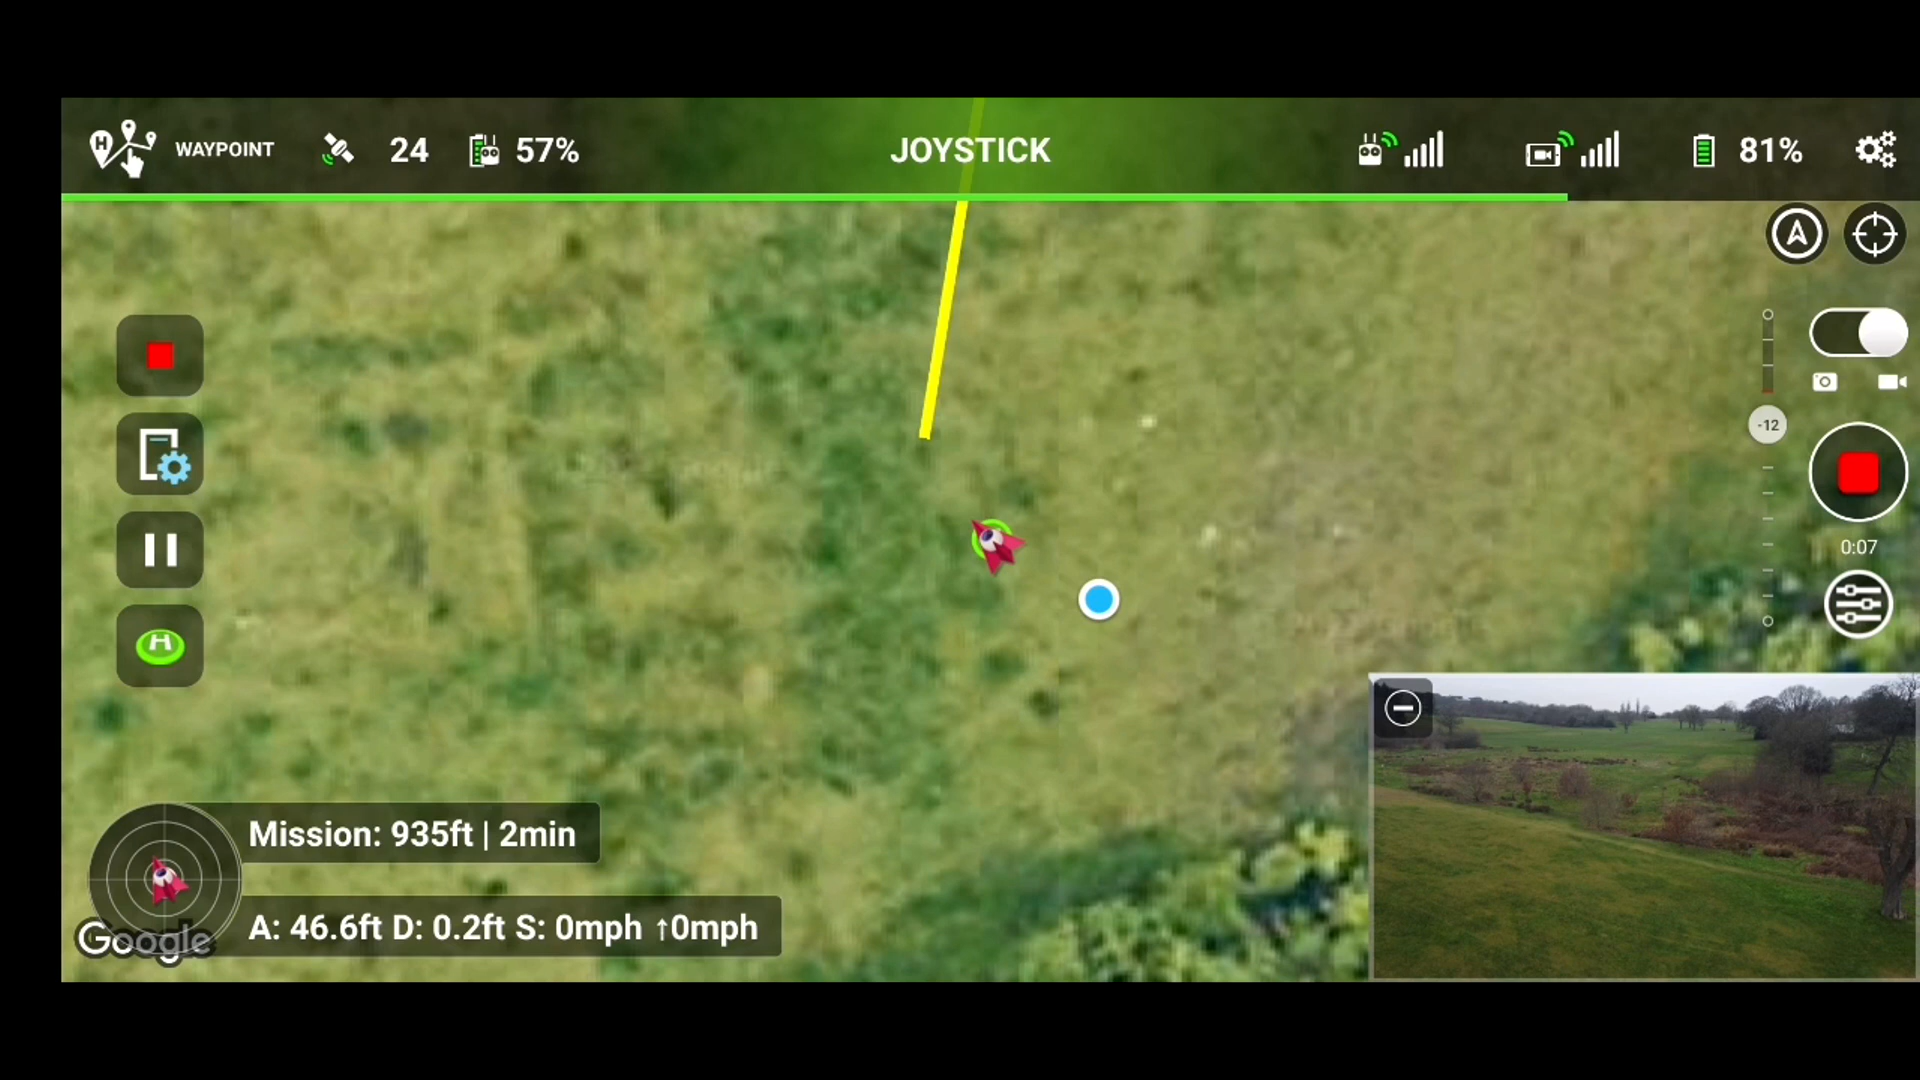 WAYPOINT 24 57% JOYSTICK 81%
-12
0:07
H
Mission: 935ft | 2min
A: 46.6ft D: 0.2ft S: 0mph ↑0mph
Google